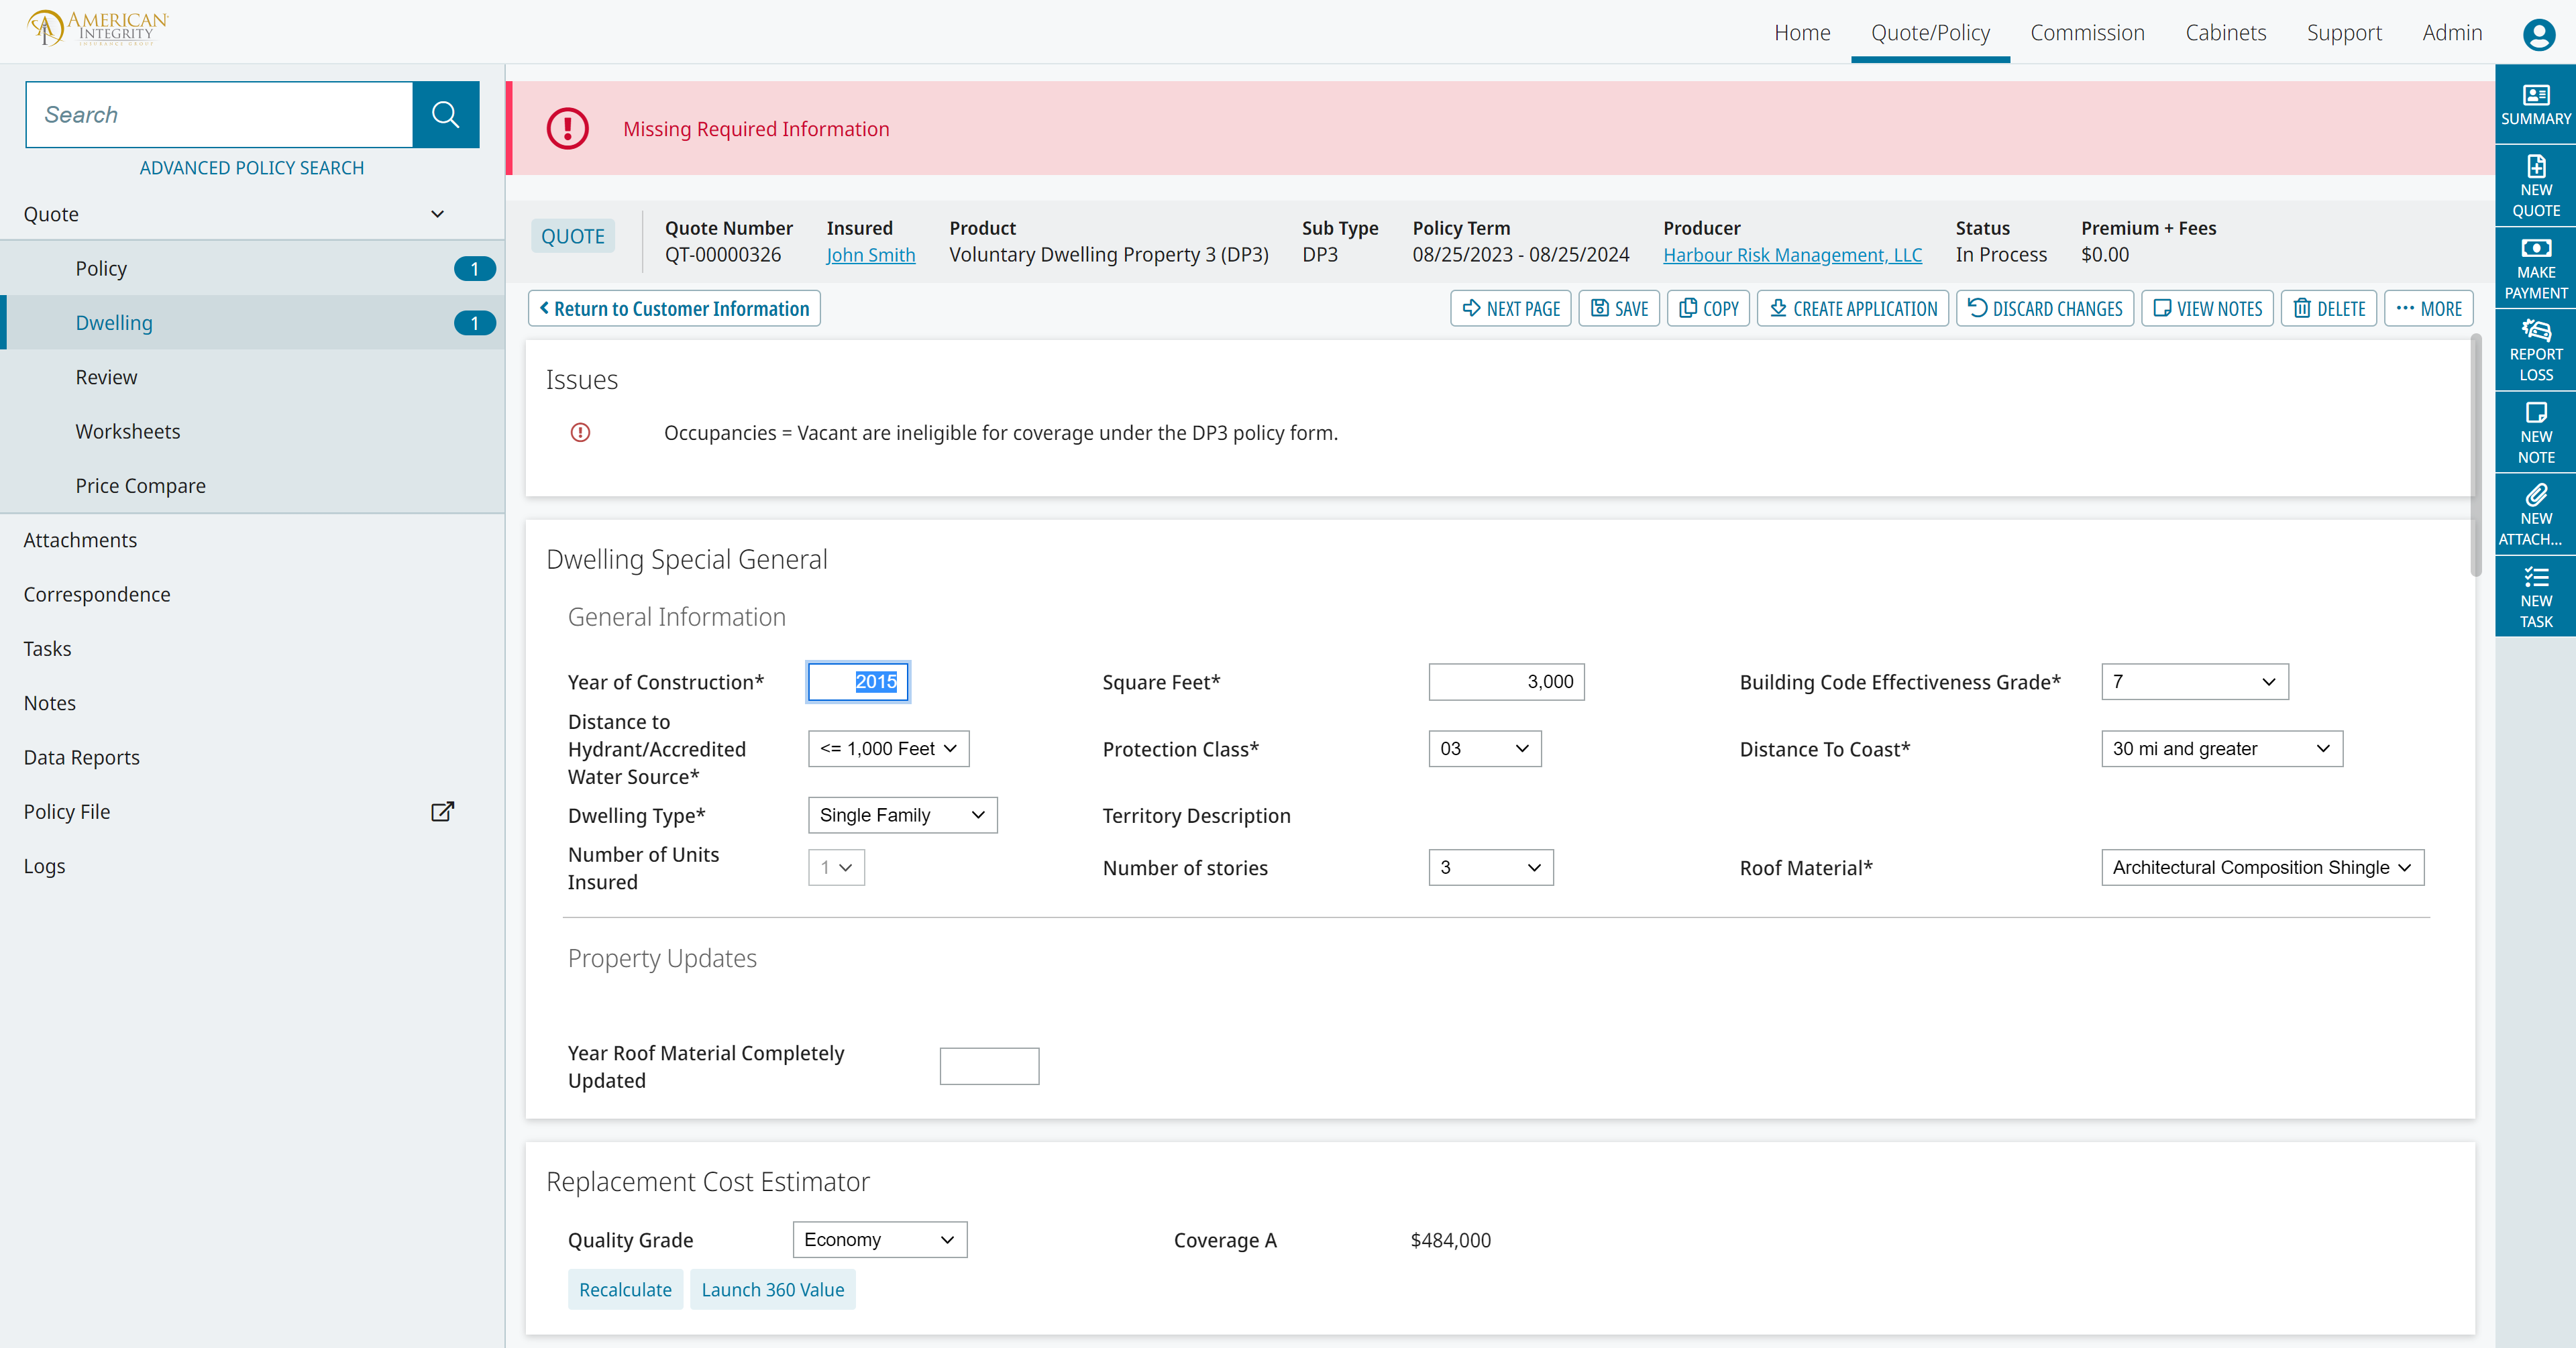 AMERICAN
INTEGRITY
INSURANCE GROUP
Home
Quote/Policy
Commission
Cabinets
Support
Admin
Search
ADVANCED POLICY SEARCH
Quote
Policy 1
Dwelling 1
Review
Worksheets
Price Compare
Attachments
Correspondence
Tasks
Notes
Data Reports
Policy File
Logs
Missing Required Information
QUOTE
Quote Number
QT-00000326
Insured
John Smith
Product
Voluntary Dwelling Property 3 (DP3)
Sub Type
DP3
Policy Term
08/25/2023 - 08/25/2024
Producer
Harbour Risk Management, LLC
Status
In Process
Premium + Fees
$0.00
Return to Customer Information
NEXT PAGE
SAVE
COPY
CREATE APPLICATION
DISCARD CHANGES
VIEW NOTES
DELETE
MORE
Issues
Occupancies = Vacant are ineligible for coverage under the DP3 policy form.
Dwelling Special General
General Information
Year of Construction* 2015
Square Feet* 3,000
Building Code Effectiveness Grade* 7
Distance to
Hydrant/Accredited
Water Source*
<= 1,000 Feet
Protection Class* 03
Distance To Coast* 30 mi and greater
Dwelling Type* Single Family
Territory Description
Number of Units
Insured
1
Number of stories 3
Roof Material* Architectural Composition Shingle
Property Updates
Year Roof Material Completely
Updated
Replacement Cost Estimator
Quality Grade Economy
Coverage A $484,000
Recalculate
Launch 360 Value
SUMMARY
NEW
QUOTE
MAKE
PAYMENT
REPORT
LOSS
NEW
NOTE
NEW
ATTACH...
NEW
TASK